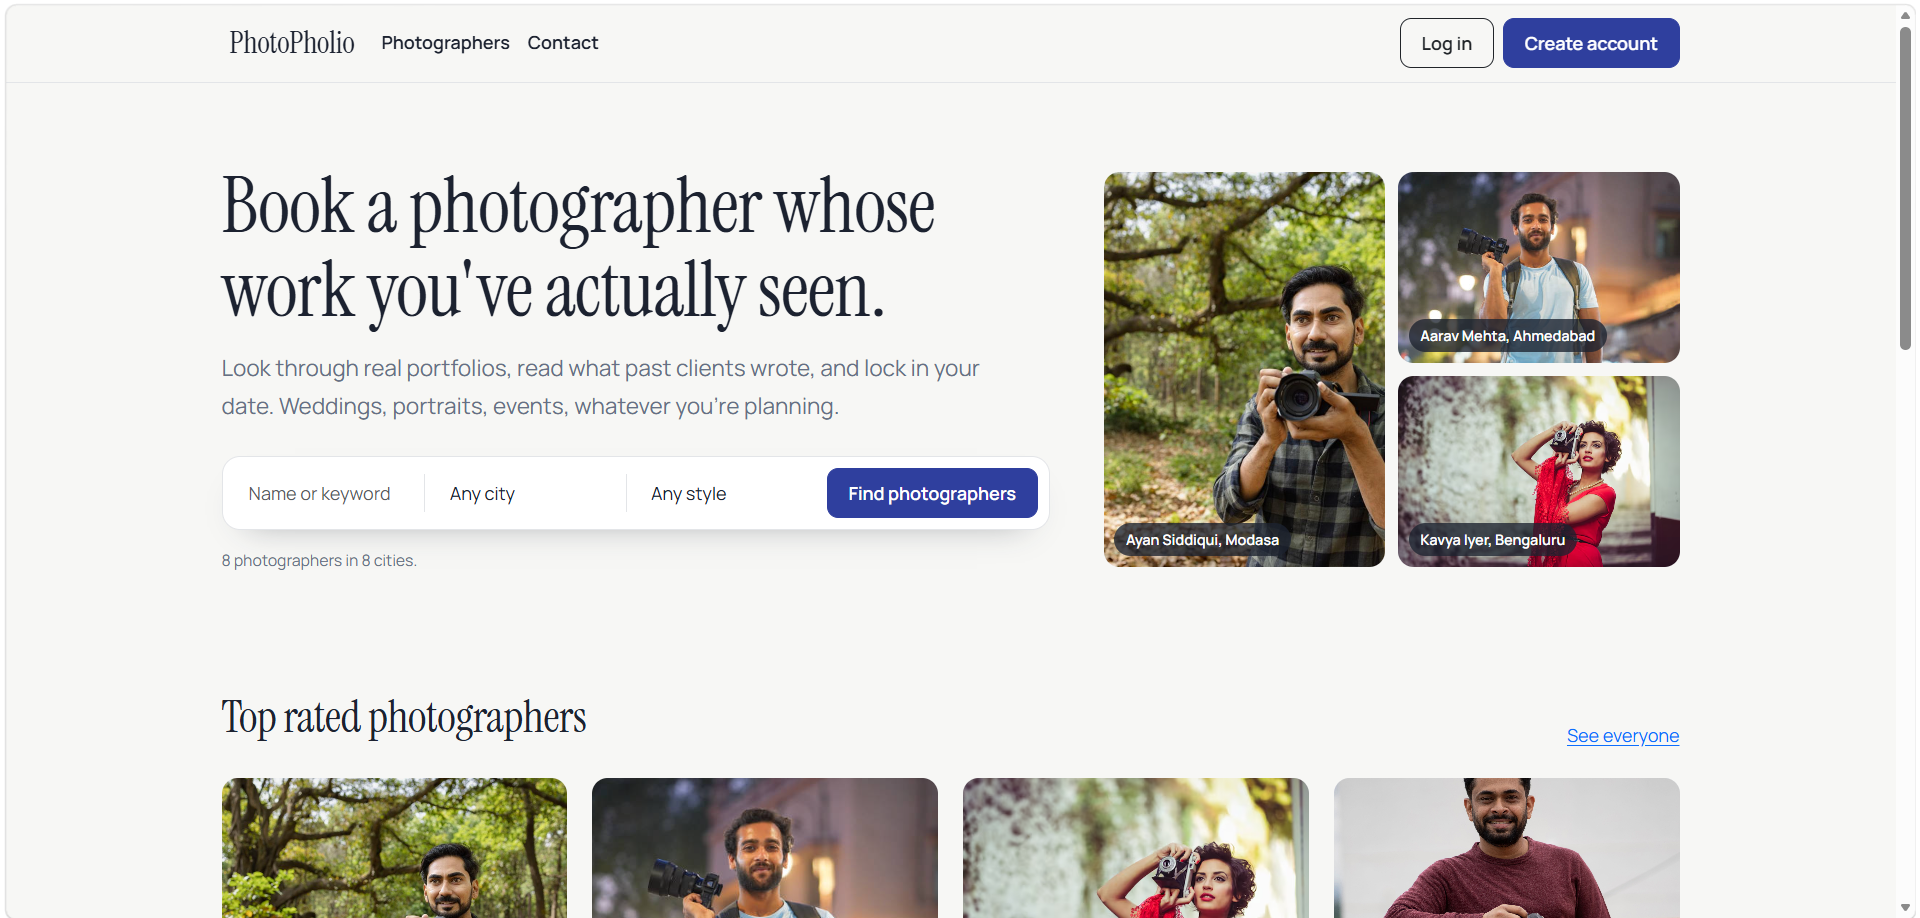 PhotoPholio
Photographers
Contact
Log in
Create account
Book a photographer whose
work you've actually seen.
Look through real portfolios, read what past clients wrote, and lock in your
date. Weddings, portraits, events, whatever you’re planning.
Name or keyword
Any city
Any style
Find photographers
8 photographers in 8 cities.
Ayan Siddiqui, Modasa
Aarav Mehta, Ahmedabad
Kavya Iyer, Bengaluru
Top rated photographers
See everyone